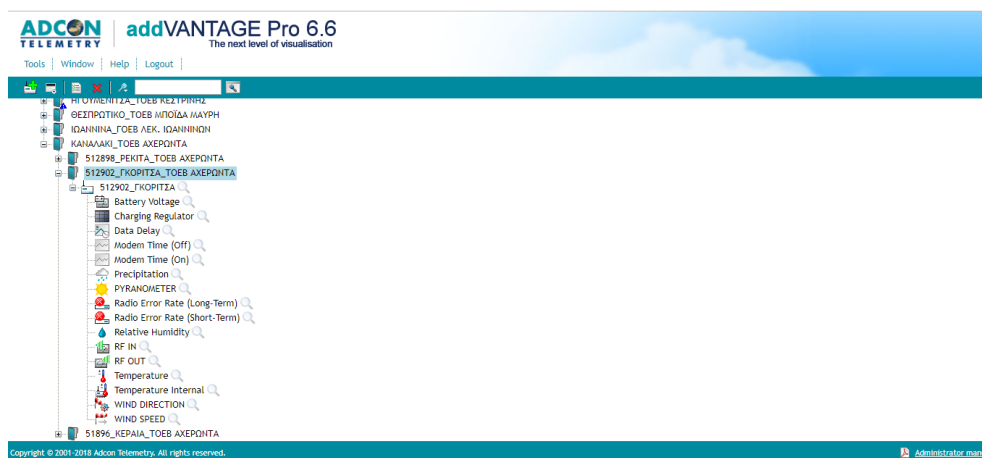 ADCON TELEMETRY
addVANTAGE Pro 6.6
The next level of visualisation
Tools Window Help Logout
ΗΓΟΥΜΕΝΙΤΣΑ_ΤΟΕΒ ΚΕΣΤΡΙΝΗΣ
ΘΕΣΠΡΩΤΙΚΟ_ΤΟΕΒ ΜΠΟΪΔΑ ΜΑΥΡΗ
ΙΩΑΝΝΙΝΑ_ΓΟΕΒ ΛΕΚ. ΙΩΑΝΝΙΝΩΝ
ΚΑΝΑΛΑΚΙ_ΤΟΕΒ ΑΧΕΡΩΝΤΑ
512898_ΡΕΚΙΤΑ_ΤΟΕΒ ΑΧΕΡΩΝΤΑ
512902_ΓΚΟΡΙΤΣΑ_ΤΟΕΒ ΑΧΕΡΩΝΤΑ
512902_ΓΚΟΡΙΤΣΑ
Battery Voltage
Charging Regulator
Data Delay
Modem Time (Off)
Modem Time (On)
Precipitation
PYRANOMETER
Radio Error Rate (Long-Term)
Radio Error Rate (Short-Term)
Relative Humidity
RF IN
RF OUT
Temperature
Temperature Internal
WIND DIRECTION
WIND SPEED
51896_ΚΕΡΑΙΑ_ΤΟΕΒ ΑΧΕΡΩΝΤΑ
Copyright © 2001-2018 Adcon Telemetry. All rights reserved.
Administrator man